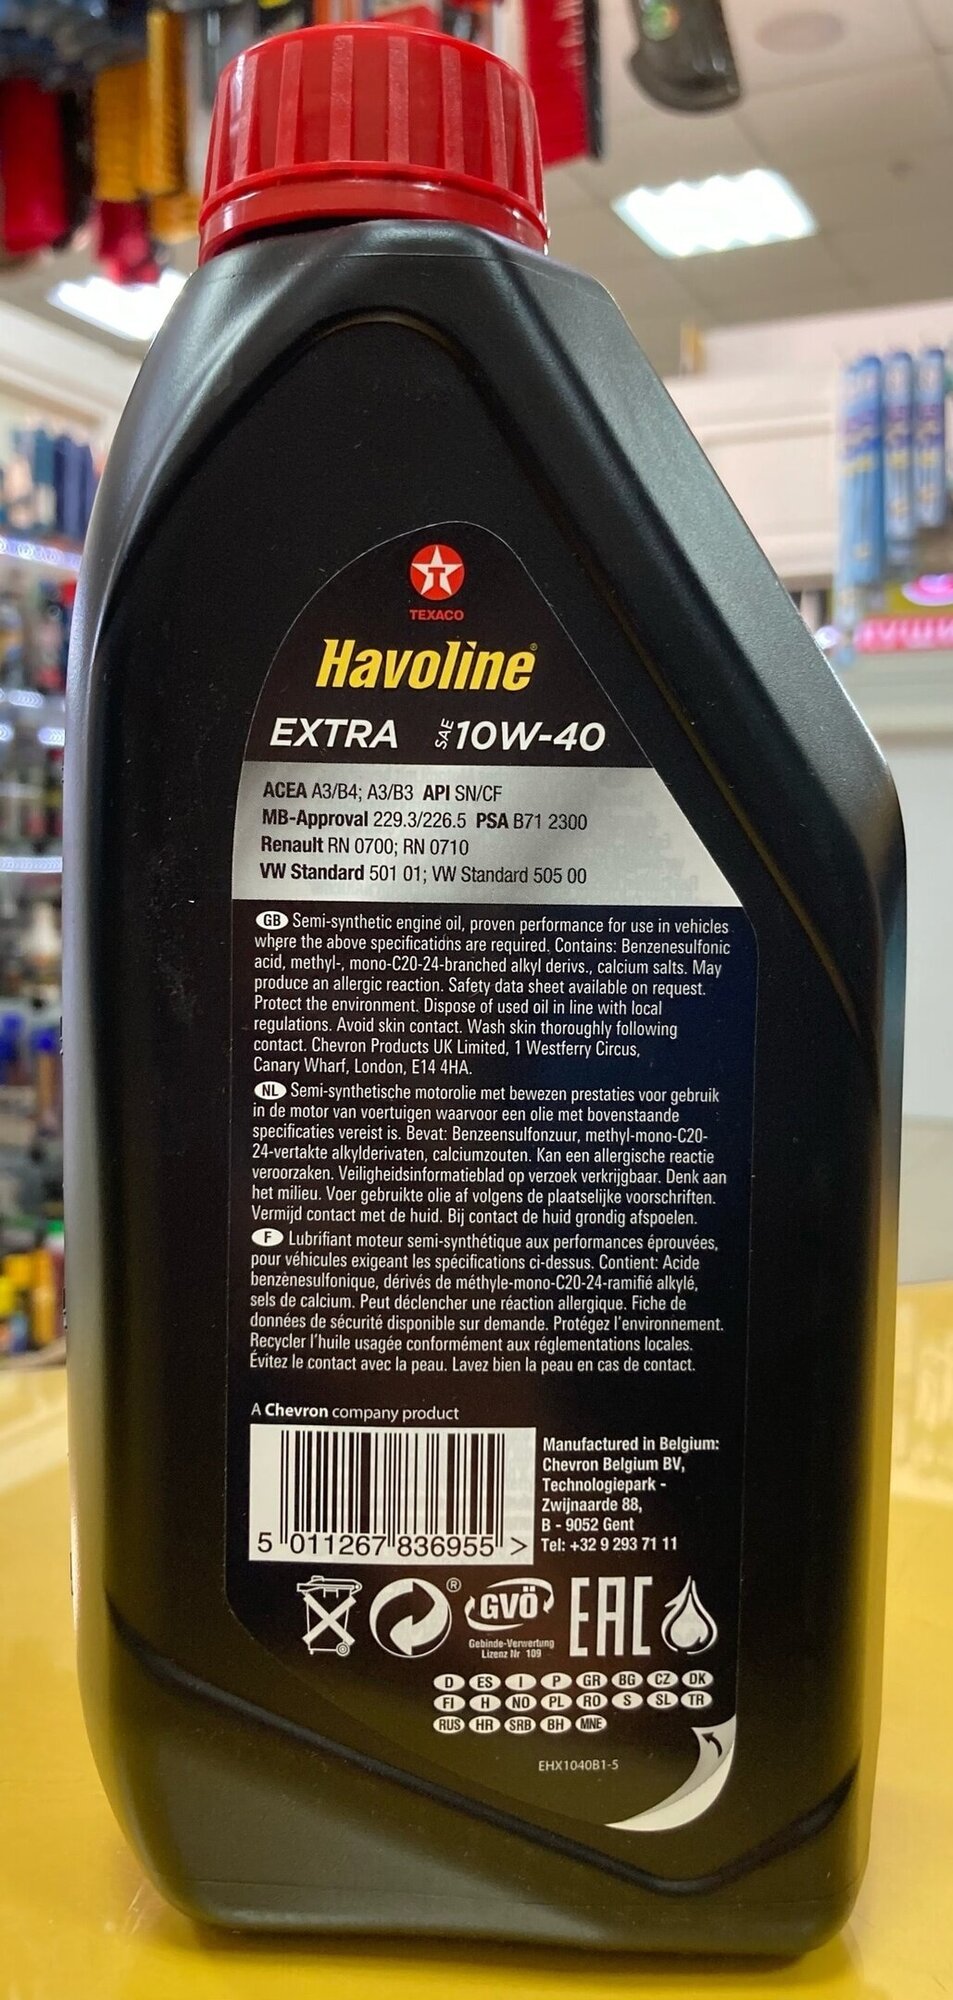 TEXACO
Havoline®
EXTRA SAE 10W-40
ACEA A3/B4; A3/B3 API SN/CF
MB-Approval 229.3/226.5 PSA B71 2300
Renault RN 0700; RN 0710
VW Standard 501 01; VW Standard 505 00
GB Semi-synthetic engine oil, proven performance for use in vehicles
where the above specifications are required. Contains: Benzenesulfonic
acid, methyl-, mono-C20-24-branched alkyl derivs., calcium salts. May
produce an allergic reaction. Safety data sheet available on request.
Protect the environment. Dispose of used oil in line with local
regulations. Avoid skin contact. Wash skin thoroughly following
contact. Chevron Products UK Limited, 1 Westferry Circus,
Canary Wharf, London, E14 4HA.
NL Semi-synthetische motorolie met bewezen prestaties voor gebruik
in de motor van voertuigen waarvoor een olie met bovenstaande
specificaties vereist is. Bevat: Benzeensulfonzuur, methyl-mono-C20-
24-vertakte alkylderivaten, calciumzouten. Kan een allergische reactie
veroorzaken. Veiligheidsinformatieblad op verzoek verkrijgbaar. Denk aan
het milieu. Voer gebruikte olie af volgens de plaatselijke voorschriften.
Vermijd contact met de huid. Bij contact de huid grondig afspoelen.
F Lubrifiant moteur semi-synthétique aux performances éprouvées,
pour véhicules exigeant les spécifications ci-dessus. Contient: Acide
benzènesulfonique, dérivés de méthyle-mono-C20-24-ramifié alkylé,
sels de calcium. Peut déclencher une réaction allergique. Fiche de
données de sécurité disponible sur demande. Protégez l'environnement.
Recycler l'huile usagée conformément aux réglementations locales.
Évitez le contact avec la peau. Lavez bien la peau en cas de contact.
A Chevron company product
Manufactured in Belgium:
Chevron Belgium BV,
Technologiepark -
Zwijnaarde 88,
B - 9052 Gent
Tel: +32 9 293 71 11
5 011267 836955 >
® GVÖ EAC
Gebinde-Verwertung
Lizenz Nr 109
D ES I P GR BG CZ DK
FI H NO PL RO S SL TR
RUS HR SRB BH MNE
EHX1040B1-5